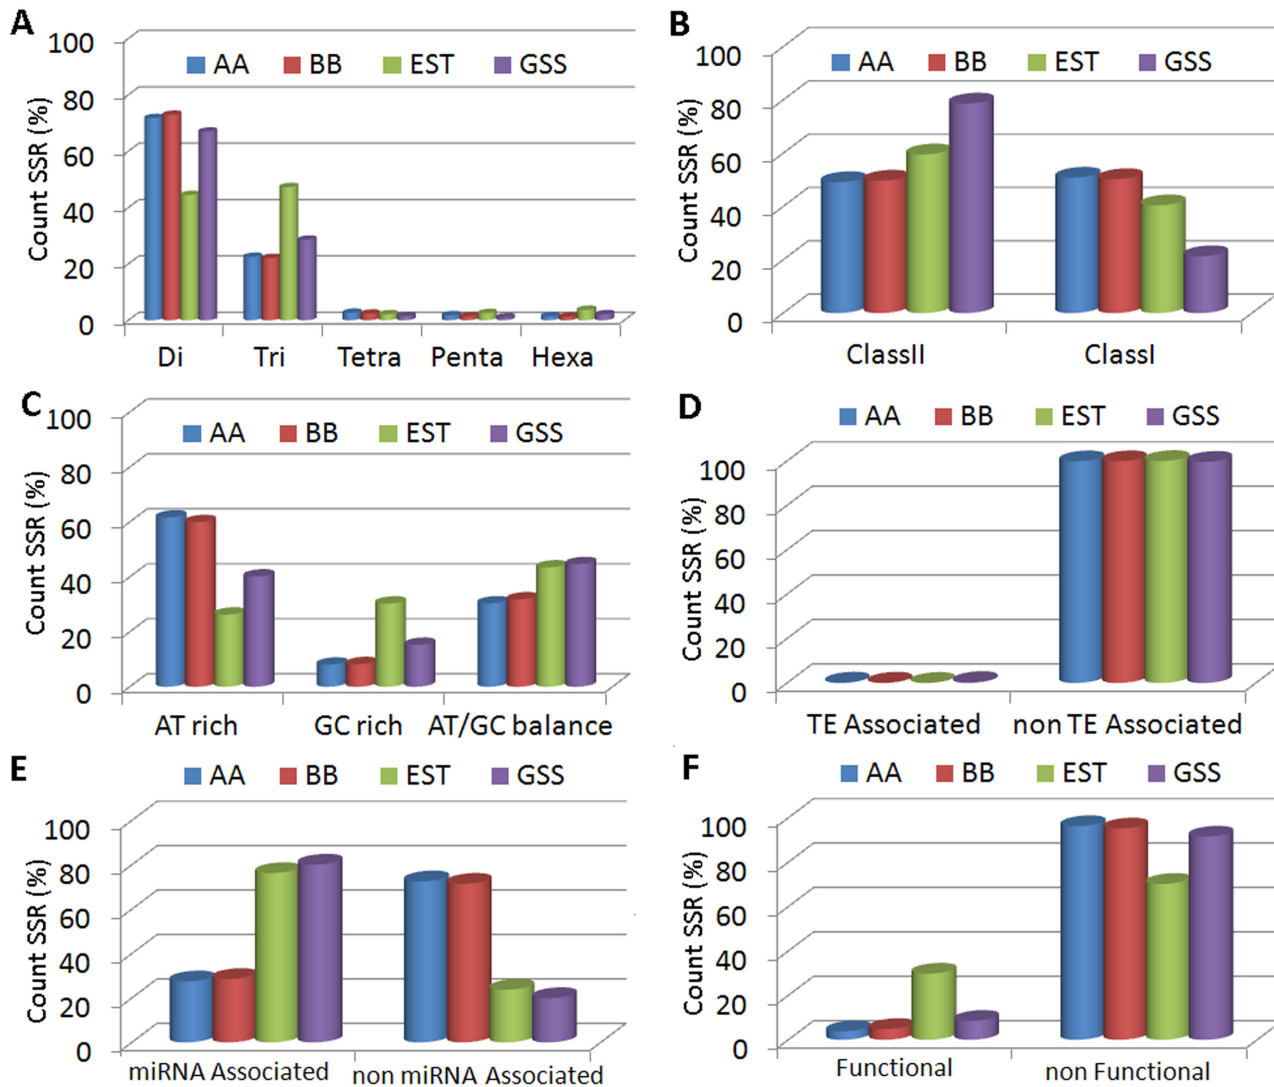 A
Count SSR (%)
100
80
60
40
20
0
AA BB EST GSS
Di Tri Tetra Penta Hexa
B
Count SSR (%)
100
80
60
40
20
0
AA BB EST GSS
ClassII ClassI
C
Count SSR (%)
100
80
60
40
20
0
AA BB EST GSS
AT rich GC rich AT/GC balance
D
Count SSR (%)
100
80
60
40
20
0
AA BB EST GSS
TE Associated non TE Associated
E
Count SSR (%)
100
80
60
40
20
0
AA BB EST GSS
miRNA Associated non miRNA Associated
F
Count SSR (%)
100
80
60
40
20
0
AA BB EST GSS
Functional non Functional